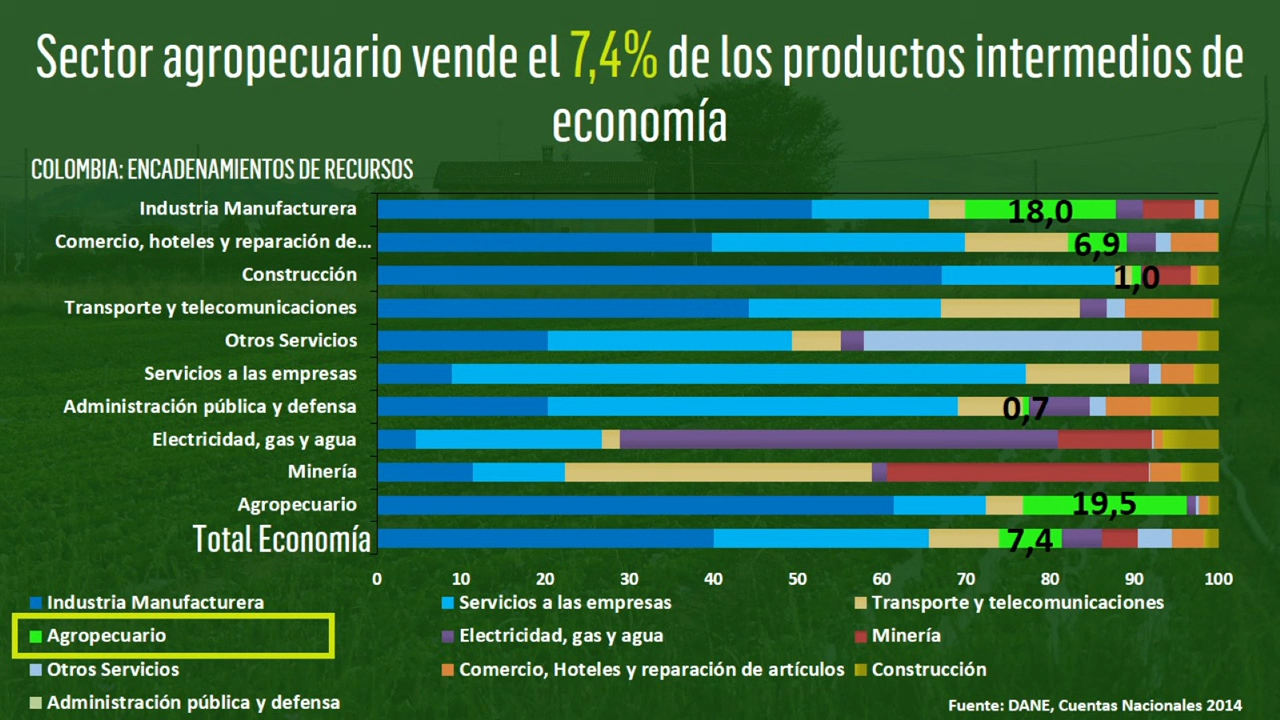 Sector agropecuario vende el 7,4% de los productos intermedios de
economía
COLOMBIA: ENCADENAMIENTOS DE RECURSOS
Industria Manufacturera 18,0
Comercio, hoteles y reparación de... 6,9
Construcción 1,0
Transporte y telecomunicaciones
Otros Servicios
Servicios a las empresas
Administración pública y defensa 0,7
Electricidad, gas y agua
Minería
Agropecuario 19,5
Total Economía 7,4
0 10 20 30 40 50 60 70 80 90 100
Industria Manufacturera Servicios a las empresas Transporte y telecomunicaciones
Agropecuario Electricidad, gas y agua Minería
Otros Servicios Comercio, Hoteles y reparación de artículos Construcción
Administración pública y defensa
Fuente: DANE, Cuentas Nacionales 2014